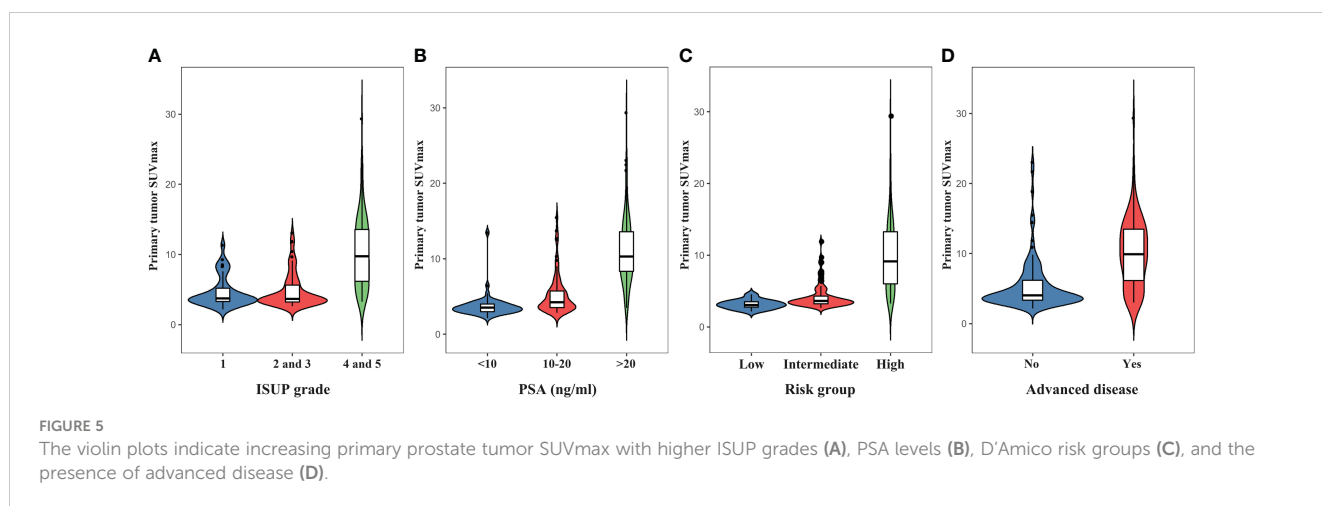 A
Primary tumor SUVmax
30
20
10
0
1
2 and 3
4 and 5
ISUP grade
B
Primary tumor SUVmax
30
20
10
0
<10
10-20
>20
PSA (ng/ml)
C
Primary tumor SUVmax
30
20
10
0
Low
Intermediate
High
Risk group
D
Primary tumor SUVmax
30
20
10
0
No
Yes
Advanced disease
FIGURE 5
The violin plots indicate increasing primary prostate tumor SUVmax with higher ISUP grades (A), PSA levels (B), D’Amico risk groups (C), and the
presence of advanced disease (D).